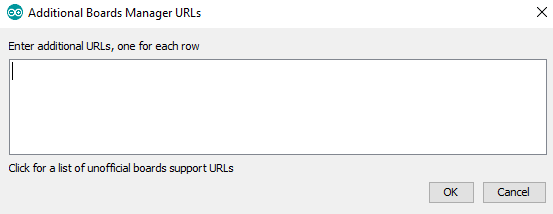 Additional Boards Manager URLs
Enter additional URLs, one for each row
Click for a list of unofficial boards support URLs
OK Cancel